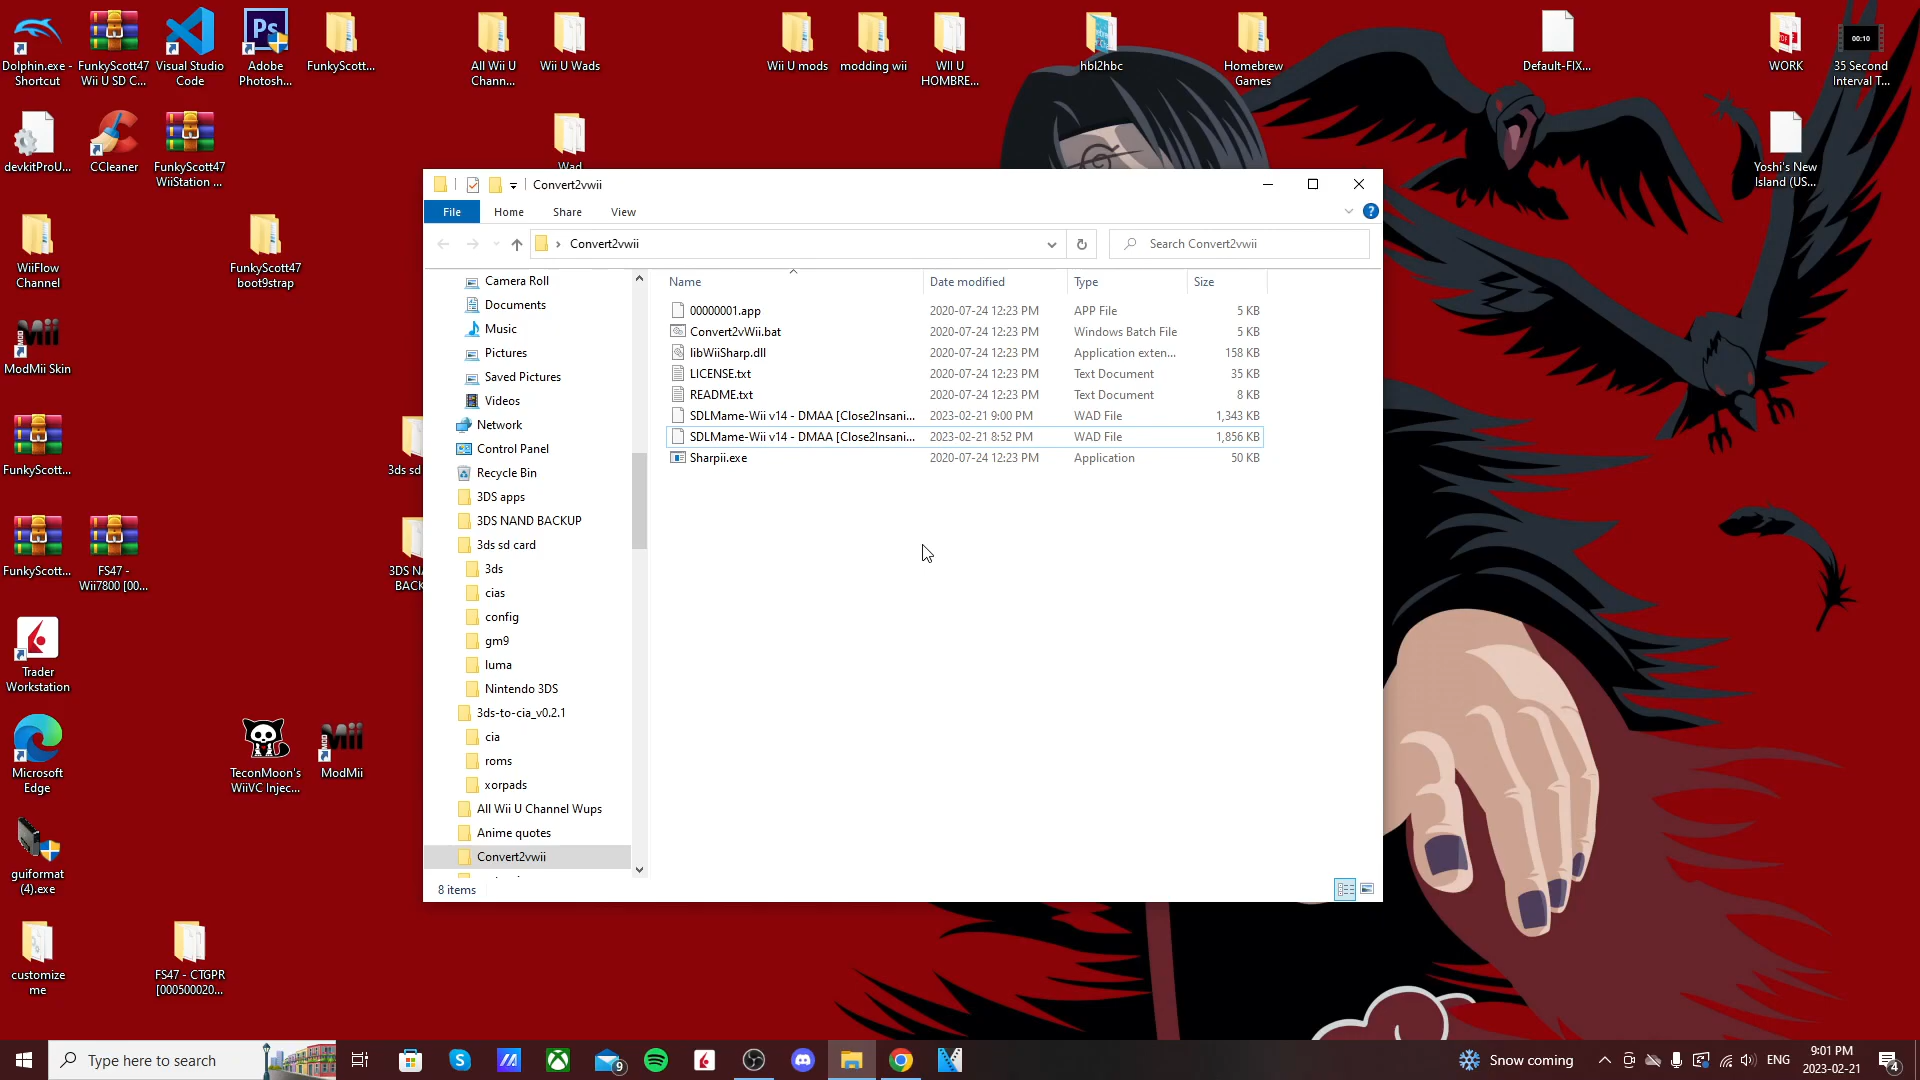 Dolphin.exe -
Shortcut
FunkyScott47
Wii U SD C...
Visual Studio
Code
Ps
Adobe
Photosh...
FunkyScott...
All Wii U
Chann...
Wii U Wads
Wii U mods
modding wii
WII U
HOMBRE...
hbl2hbc
Homebrew
Games
Default-FIX...
WORK
00:10
35 Second
Interval T...
devkitProU...
CCleaner
FunkyScott47
WiiStation ...
Wad
Yoshi's New
Island (US...
WiiFlow
Channel
FunkyScott47
boot9strap
ModMii Skin
FunkyScott...
3ds sd
FunkyScott...
FS47 -
Wii7800 [00...
3DS NA
BACK
Trader
Workstation
Microsoft
Edge
TeconMoon's
WiiVC Injec...
ModMii
guiformat
(4).exe
customize
me
FS47 - CTGPR
[000500020...
Convert2vwii
File
Home
Share
View
Convert2vwii
Search Convert2vwii
Camera Roll
Documents
Music
Pictures
Saved Pictures
Videos
Network
Control Panel
Recycle Bin
3DS apps
3DS NAND BACKUP
3ds sd card
3ds
cias
config
gm9
luma
Nintendo 3DS
3ds-to-cia_v0.2.1
cia
roms
xorpads
All Wii U Channel Wups
Anime quotes
Convert2vwii
Name Date modified Type Size
00000001.app 2020-07-24 12:23 PM APP File 5 KB
Convert2vWii.bat 2020-07-24 12:23 PM Windows Batch File 5 KB
libWiiSharp.dll 2020-07-24 12:23 PM Application exten... 158 KB
LICENSE.txt 2020-07-24 12:23 PM Text Document 35 KB
README.txt 2020-07-24 12:23 PM Text Document 8 KB
SDLMame-Wii v14 - DMAA [Close2Insani... 2023-02-21 9:00 PM WAD File 1,343 KB
SDLMame-Wii v14 - DMAA [Close2Insani... 2023-02-21 8:52 PM WAD File 1,856 KB
Sharpii.exe 2020-07-24 12:23 PM Application 50 KB
8 items
Type here to search
9
Snow coming
ENG
9:01 PM
2023-02-21
4